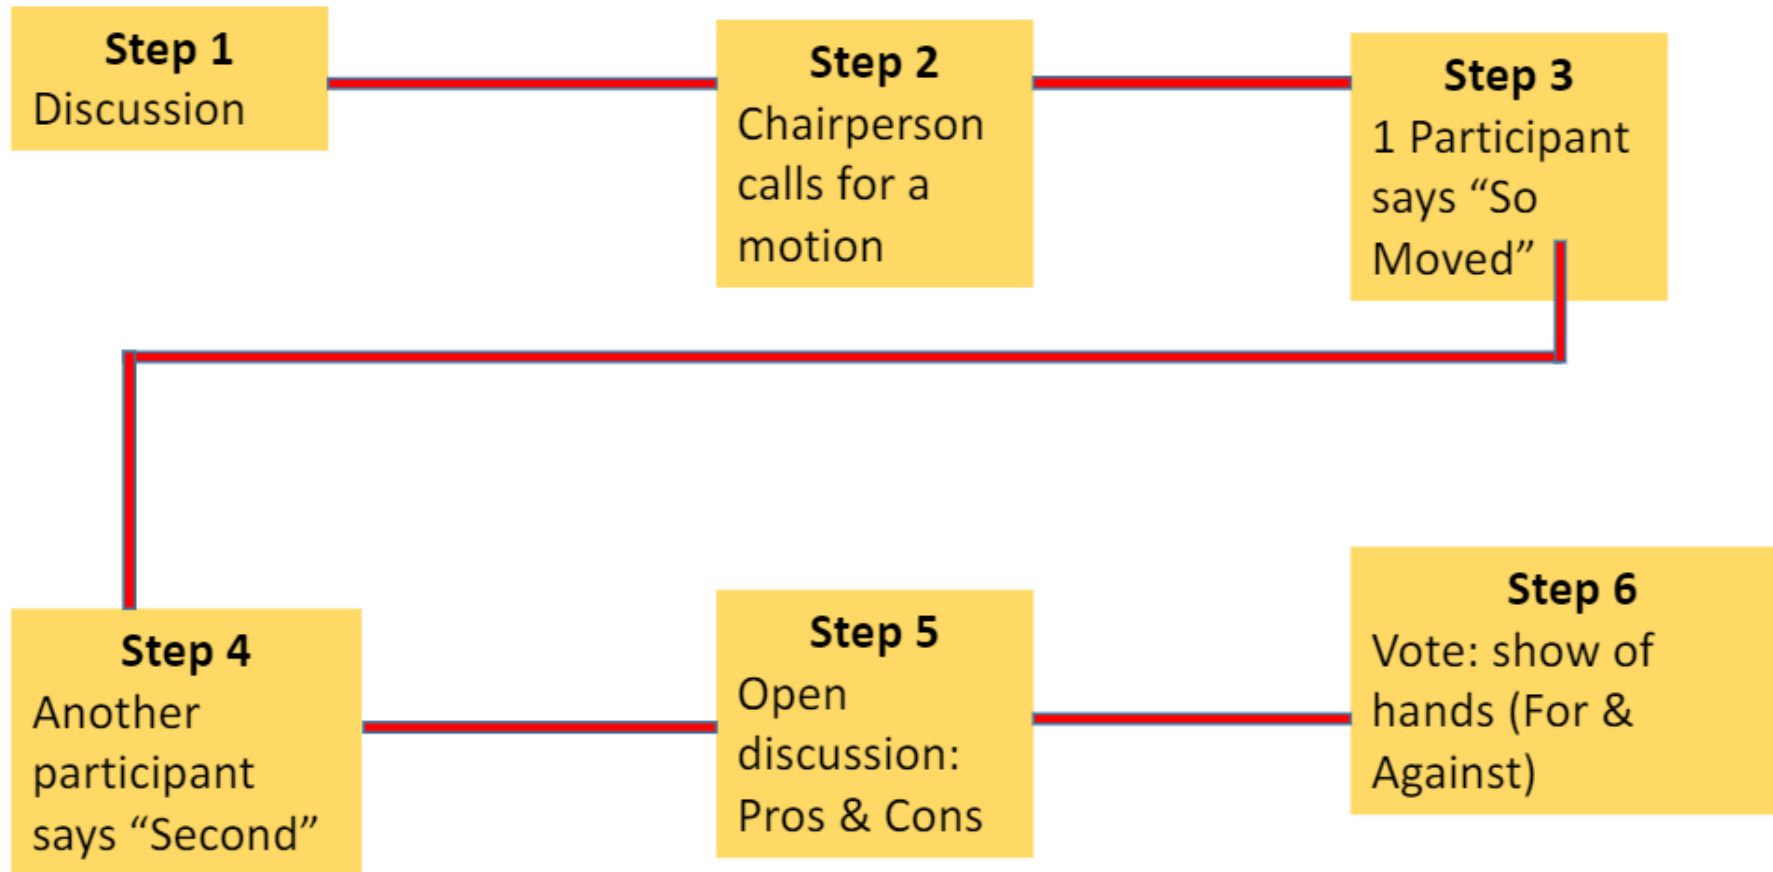 Step 1
Discussion
Step 2
Chairperson
calls for a
motion
Step 3
1 Participant
says “So
Moved”
Step 4
Another
participant
says “Second”
Step 5
Open
discussion:
Pros & Cons
Step 6
Vote: show of
hands (For &
Against)